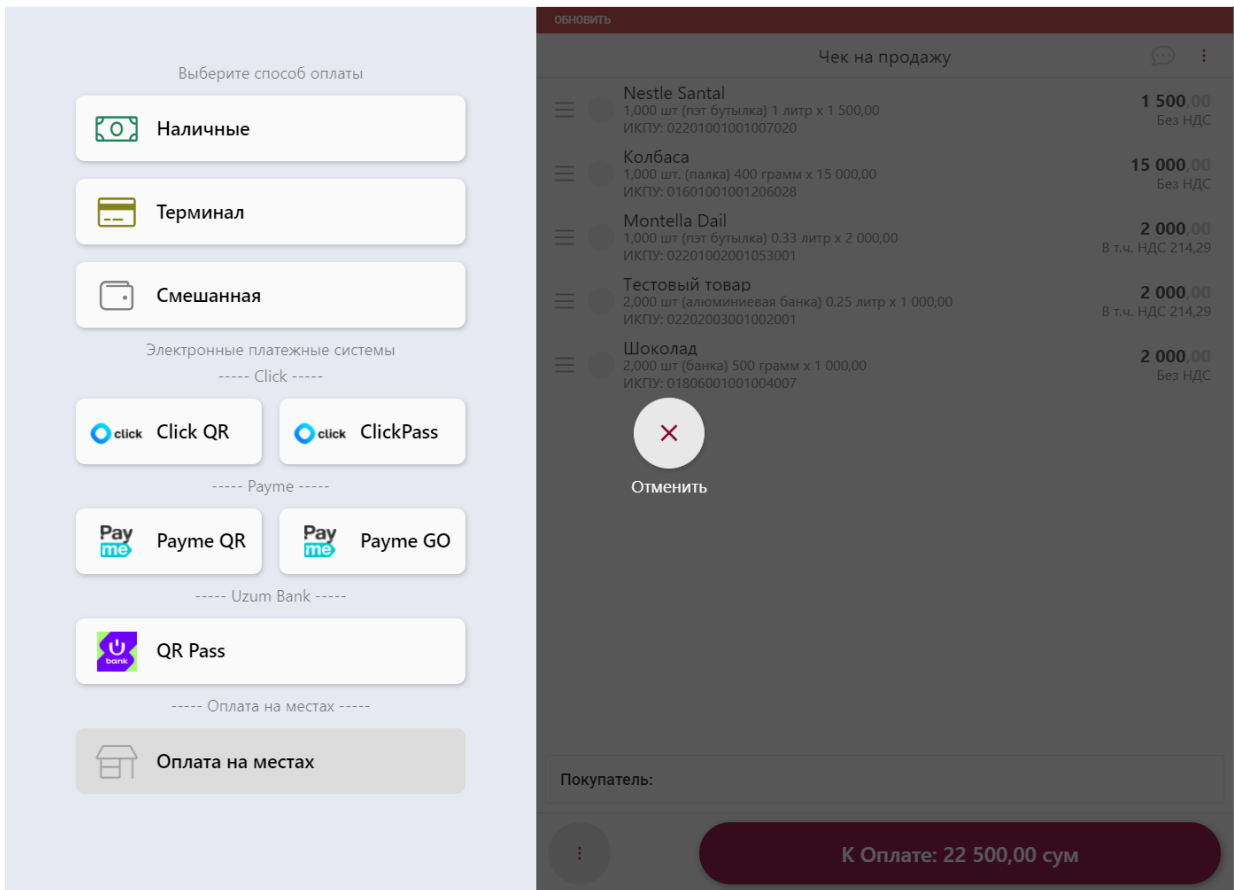 Выберите способ оплаты
Наличные
Терминал
Смешанная
Электронные платежные системы
----- Click -----
click Click QR
click ClickPass
----- Payme -----
Pay me Payme QR
Pay me Payme GO
----- Uzum Bank -----
bank QR Pass
----- Оплата на местах -----
Оплата на местах
ОБНОВИТЬ
Чек на продажу
Nestle Santal
1,000 шт (пэт бутылка) 1 литр x 1 500,00
ИКПУ: 02201001001007020
1 500,00
Без НДС
Колбаса
1,000 шт. (палка) 400 грамм x 15 000,00
ИКПУ: 01601001001206028
15 000,00
Без НДС
Montella Dail
1,000 шт (пэт бутылка) 0.33 литр x 2 000,00
ИКПУ: 02201002001053001
2 000,00
В т.ч. НДС 214,29
Тестовый товар
2,000 шт (алюминиевая банка) 0.25 литр x 1 000,00
ИКПУ: 02202003001002001
2 000,00
В т.ч. НДС 214,29
Шоколад
2,000 шт (банка) 500 грамм x 1 000,00
ИКПУ: 01806001001004007
2 000,00
Без НДС
Отменить
Покупатель:
К Оплате: 22 500,00 сум